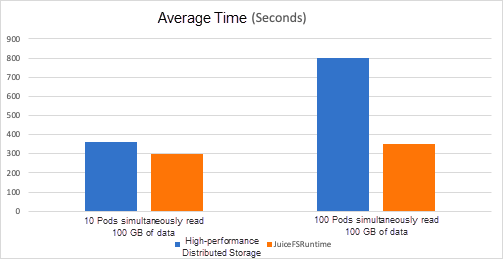 Average Time (Seconds)
900
800
700
600
500
400
300
200
100
0
10 Pods simultaneously read
100 GB of data
100 Pods simultaneously read
100 GB of data
High-performance
Distributed Storage
JuiceFSRuntime